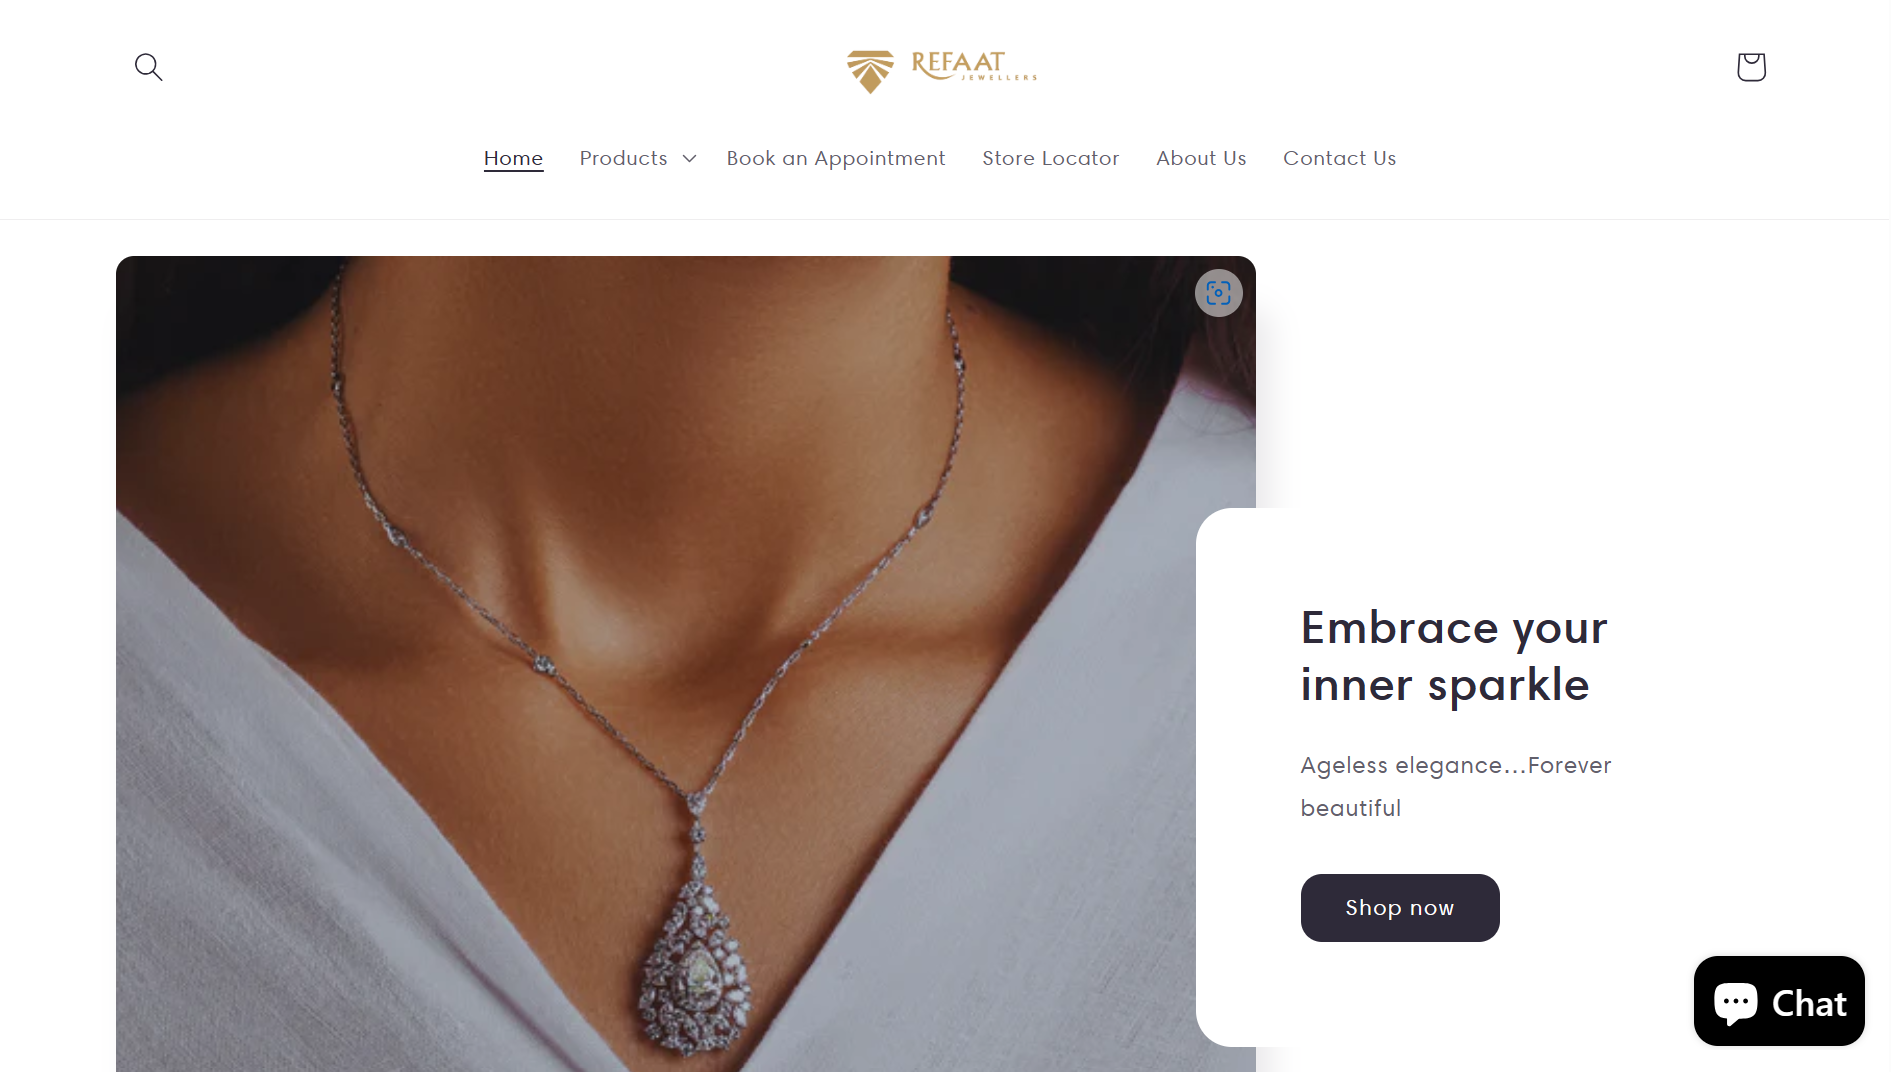 REFAAT
JEWELLERS
Home Products Book an Appointment Store Locator About Us Contact Us
Embrace your
inner sparkle
Ageless elegance...Forever
beautiful
Shop now
Chat